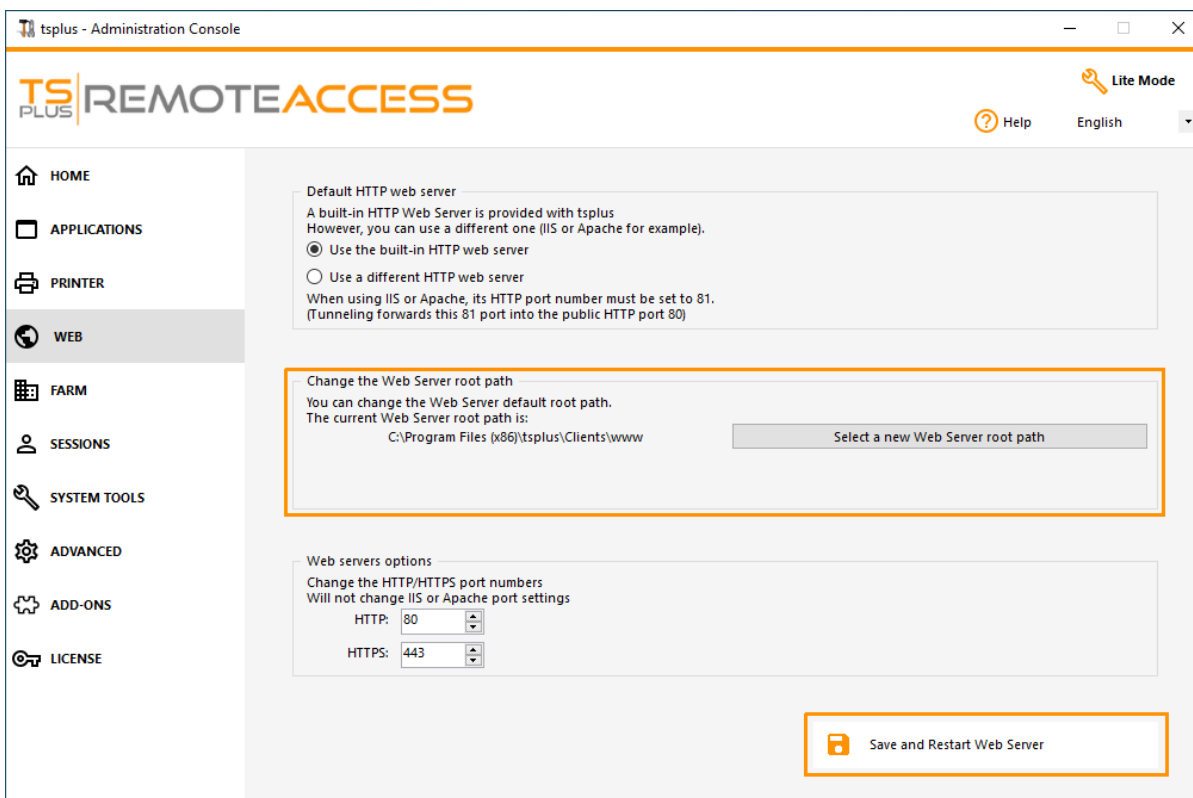 tsplus - Administration Console
TS PLUS REMOTEACCESS
Lite Mode
Help
English
HOME
APPLICATIONS
PRINTER
WEB
FARM
SESSIONS
SYSTEM TOOLS
ADVANCED
ADD-ONS
LICENSE
Default HTTP web server
A built-in HTTP Web Server is provided with tsplus
However, you can use a different one (IIS or Apache for example).
Use the built-in HTTP web server
Use a different HTTP web server
When using IIS or Apache, its HTTP port number must be set to 81.
(Tunneling forwards this 81 port into the public HTTP port 80)
Change the Web Server root path
You can change the Web Server default root path.
The current Web Server root path is:
C:\Program Files (x86)\tsplus\Clients\www
Select a new Web Server root path
Web servers options
Change the HTTP/HTTPS port numbers
Will not change IIS or Apache port settings
HTTP: 80
HTTPS: 443
Save and Restart Web Server